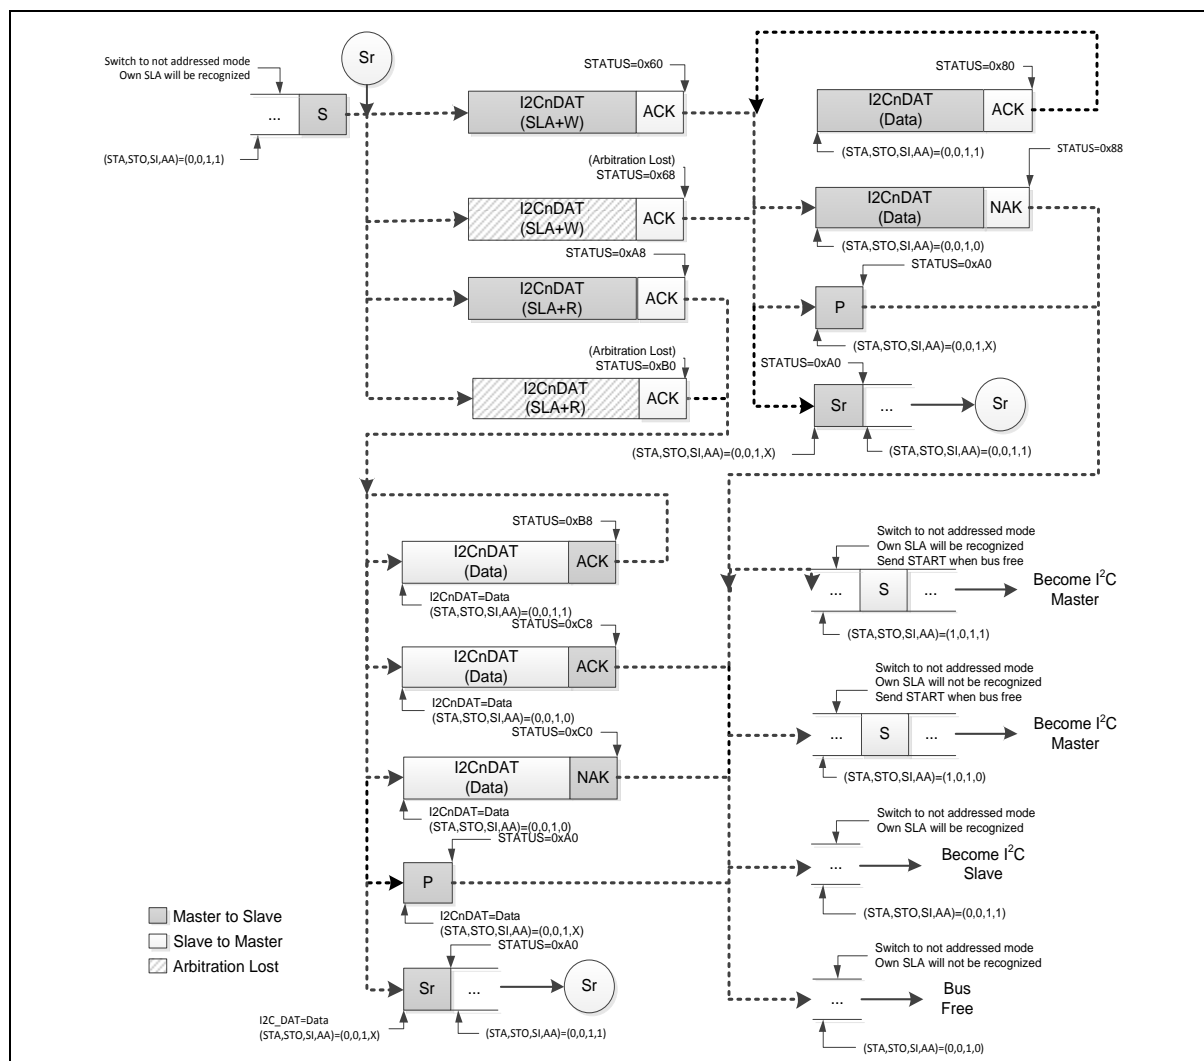 Switch to not addressed mode
Own SLA will be recognized
Sr
...
S
(STA,STO,SI,AA)=(0,0,1,1)
STATUS=0x60
I2CnDAT
(SLA+W)
ACK
(Arbitration Lost)
STATUS=0x68
I2CnDAT
(SLA+W)
ACK
STATUS=0xA8
I2CnDAT
(SLA+R)
ACK
(Arbitration Lost)
STATUS=0xB0
I2CnDAT
(SLA+R)
ACK
STATUS=0x80
I2CnDAT
(Data)
ACK
(STA,STO,SI,AA)=(0,0,1,1)
STATUS=0x88
I2CnDAT
(Data)
NAK
(STA,STO,SI,AA)=(0,0,1,0)
STATUS=0xA0
P
(STA,STO,SI,AA)=(0,0,1,X)
STATUS=0xA0
Sr
...
Sr
(STA,STO,SI,AA)=(0,0,1,X)
(STA,STO,SI,AA)=(0,0,1,1)
STATUS=0xB8
I2CnDAT
(Data)
ACK
I2CnDAT=Data
(STA,STO,SI,AA)=(0,0,1,1)
STATUS=0xC8
I2CnDAT
(Data)
ACK
I2CnDAT=Data
(STA,STO,SI,AA)=(0,0,1,0)
STATUS=0xC0
I2CnDAT
(Data)
NAK
I2CnDAT=Data
(STA,STO,SI,AA)=(0,0,1,0)
STATUS=0xA0
P
I2CnDAT=Data
(STA,STO,SI,AA)=(0,0,1,X)
STATUS=0xA0
Sr
...
Sr
I2C_DAT=Data
(STA,STO,SI,AA)=(0,0,1,X)
(STA,STO,SI,AA)=(0,0,1,1)
Switch to not addressed mode
Own SLA will be recognized
Send START when bus free
...
S
...
Become I²C
Master
(STA,STO,SI,AA)=(1,0,1,1)
Switch to not addressed mode
Own SLA will not be recognized
Send START when bus free
...
S
...
Become I²C
Master
(STA,STO,SI,AA)=(1,0,1,0)
Switch to not addressed mode
Own SLA will be recognized
...
Become I²C
Slave
(STA,STO,SI,AA)=(0,0,1,1)
Switch to not addressed mode
Own SLA will not be recognized
...
Bus
Free
(STA,STO,SI,AA)=(0,0,1,0)
Master to Slave
Slave to Master
Arbitration Lost